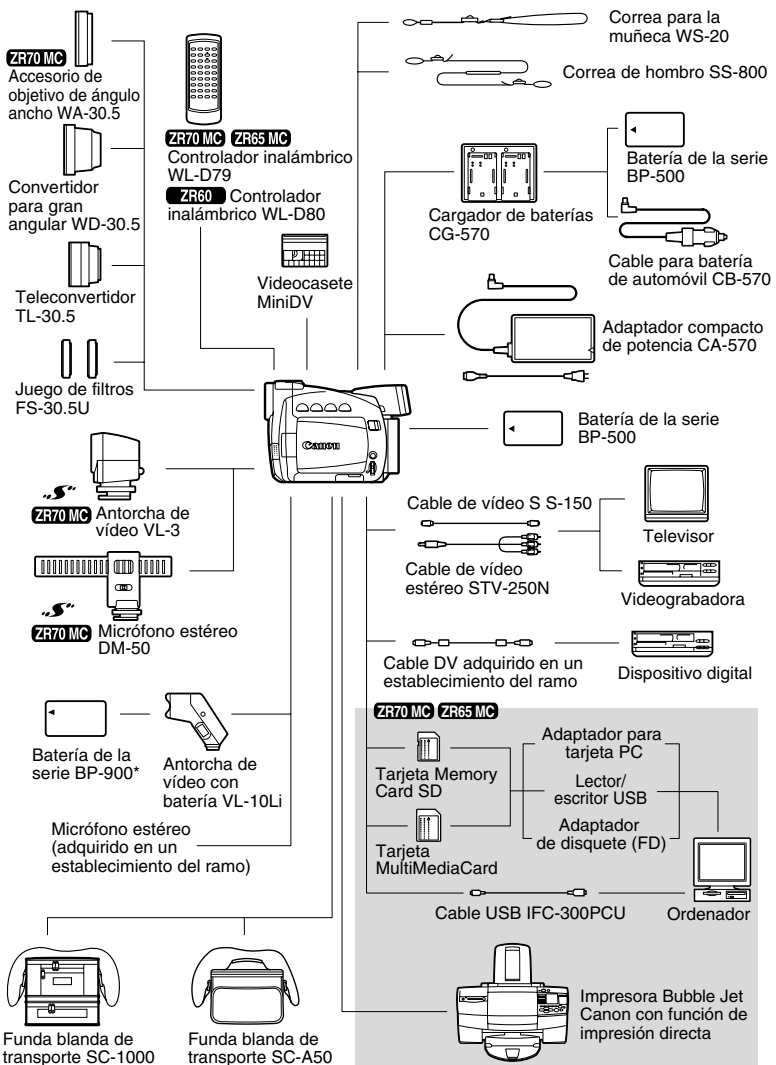 ZR70 MC
Accesorio de
objetivo de ángulo
ancho WA-30.5
Convertidor
para gran
angular WD-30.5
Teleconvertidor
TL-30.5
Juego de filtros
FS-30.5U
ZR70 MC Antorcha de
vídeo VL-3
ZR70 MC Micrófono estéreo
DM-50
Batería de la
serie BP-900*
Antorcha de
vídeo con
batería VL-10Li
Micrófono estéreo
(adquirido en un
establecimiento del ramo)
Funda blanda de
transporte SC-1000
Funda blanda de
transporte SC-A50
ZR70 MC ZR65 MC
Controlador inalámbrico
WL-D79
ZR60 Controlador
inalámbrico WL-D80
Videocasete
MiniDV
Canon
Correa para la
muñeca WS-20
Correa de hombro SS-800
Cargador de baterías
CG-570
Batería de la serie
BP-500
Cable para batería
de automóvil CB-570
Adaptador compacto
de potencia CA-570
Batería de la serie
BP-500
Cable de vídeo S S-150
Cable de vídeo
estéreo STV-250N
Televisor
Videograbadora
Cable DV adquirido en un
establecimiento del ramo
Dispositivo digital
ZR70 MC ZR65 MC
Tarjeta Memory
Card SD
Tarjeta
MultiMediaCard
Adaptador para
tarjeta PC
Lector/
escritor USB
Adaptador
de disquete (FD)
Cable USB IFC-300PCU
Ordenador
Impresora Bubble Jet
Canon con función de
impresión directa